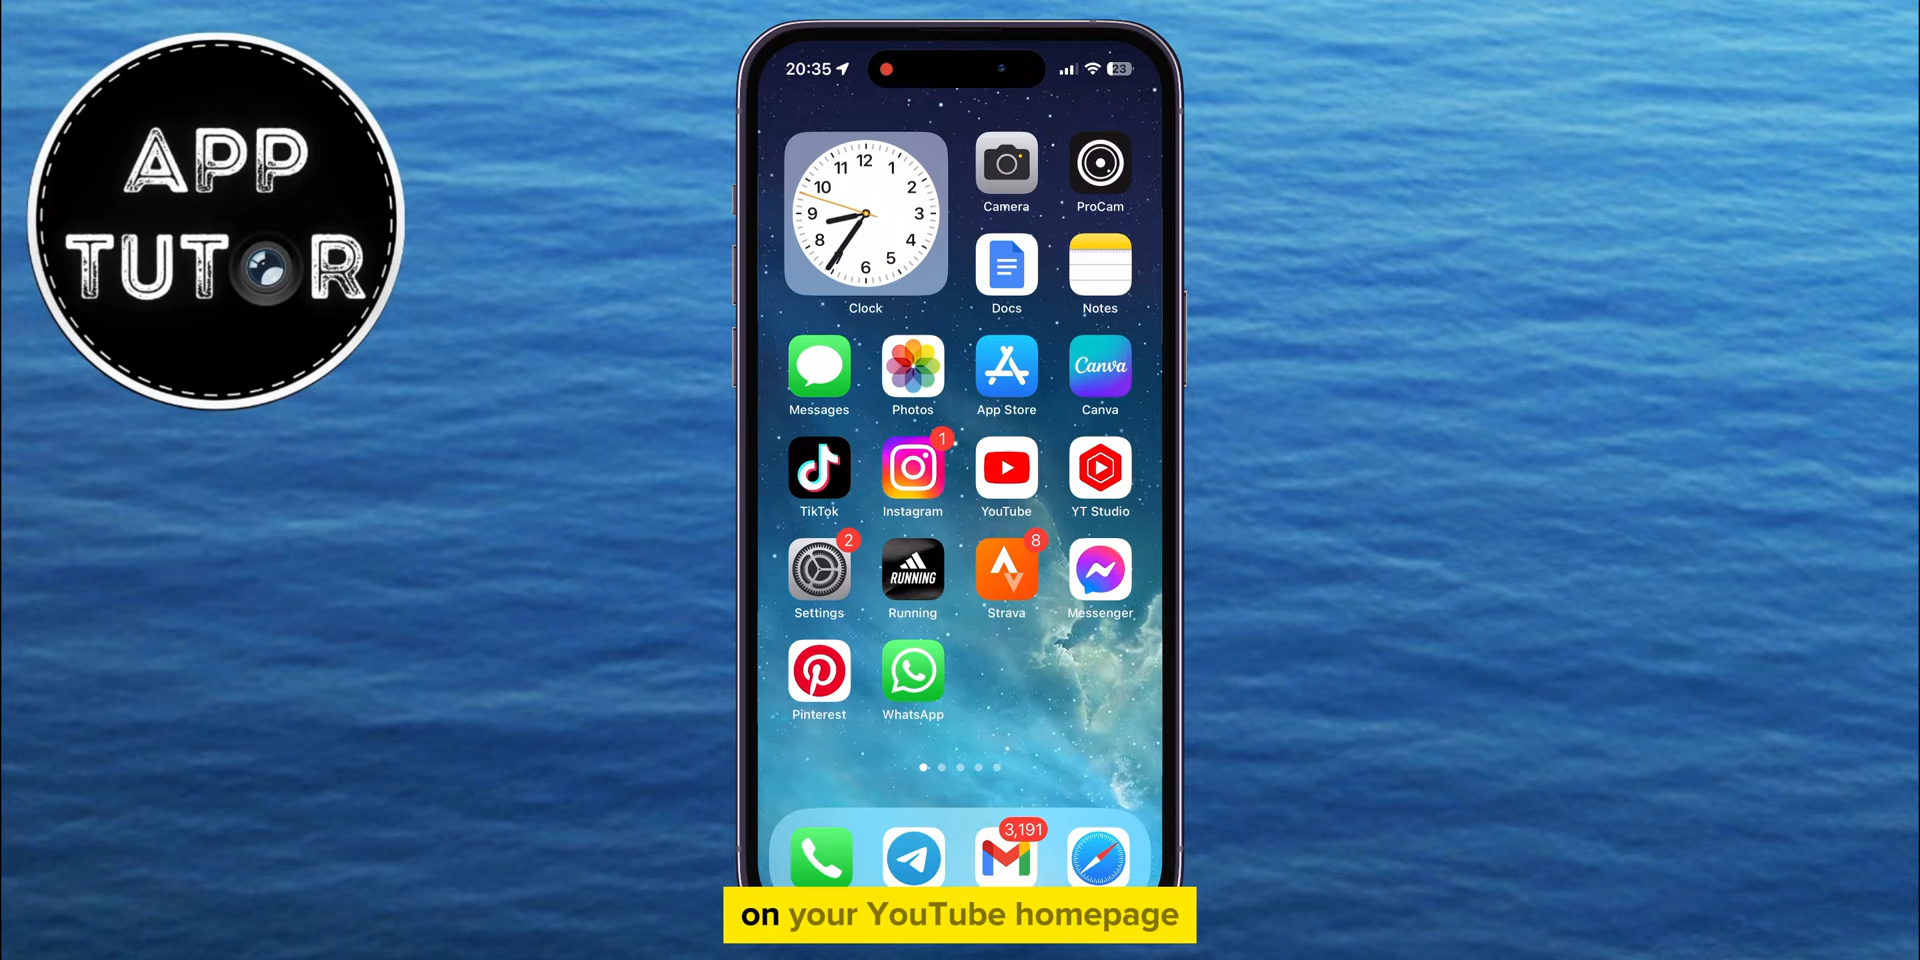 APP
TUTOR
20:35
23
12
11
1
10
2
9
3
8
4
5
6
Clock
Camera
ProCam
Docs
Notes
Messages
Photos
App Store
Canva
Canva
TikTok
1
Instagram
YouTube
YT Studio
2
Settings
RUNNING
Running
8
Strava
Messenger
Pinterest
WhatsApp
3,191
on your YouTube homepage